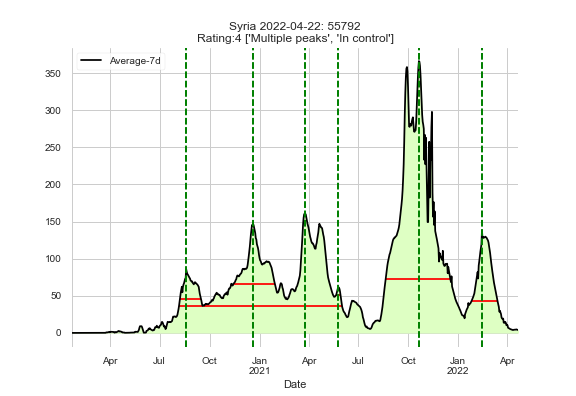 Syria 2022-04-22: 55792
Rating:4 ['Multiple peaks', 'In control']
Average-7d
350
300
250
200
150
100
50
0
Apr Jul Oct Jan Apr Jul Oct Jan Apr
2021 2022
Date